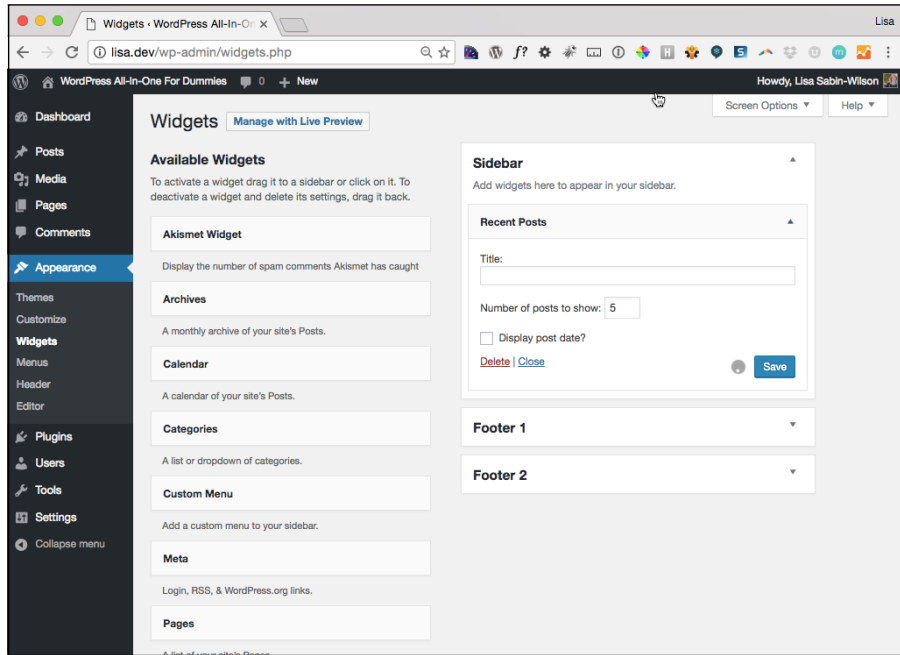 Widgets ‹ WordPress All-In-On
Lisa
lisa.dev/wp-admin/widgets.php
f?
WordPress All-In-One For Dummies 0 + New
Howdy, Lisa Sabin-Wilson
Screen Options
Help
Dashboard
Posts
Media
Pages
Comments
Appearance
Themes
Customize
Widgets
Menus
Header
Editor
Plugins
Users
Tools
Settings
Collapse menu
Widgets
Manage with Live Preview
Available Widgets
To activate a widget drag it to a sidebar or click on it. To
deactivate a widget and delete its settings, drag it back.
Akismet Widget
Display the number of spam comments Akismet has caught
Archives
A monthly archive of your site's Posts.
Calendar
A calendar of your site's Posts.
Categories
A list or dropdown of categories.
Custom Menu
Add a custom menu to your sidebar.
Meta
Login, RSS, & WordPress.org links.
Pages
A list of your site's Pages.
Sidebar
Add widgets here to appear in your sidebar.
Recent Posts
Title:
Number of posts to show: 5
Display post date?
Delete | Close
Save
Footer 1
Footer 2